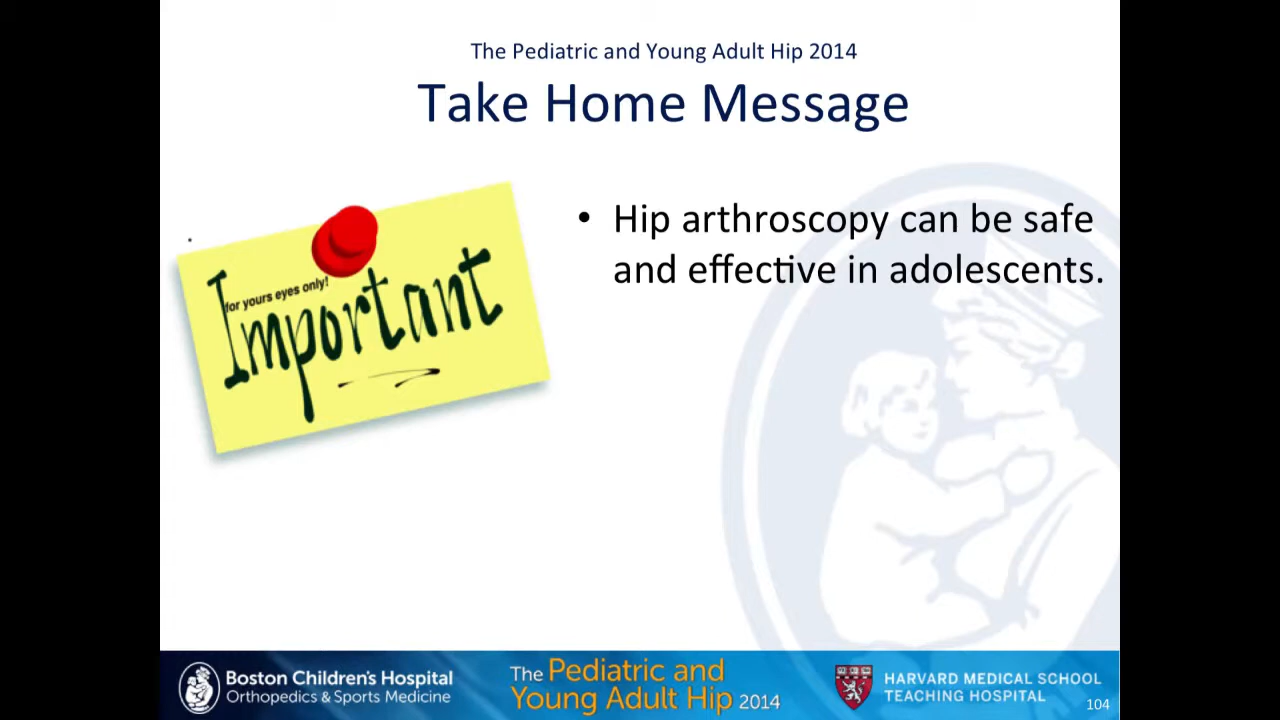 The Pediatric and Young Adult Hip 2014
Take Home Message
for yours eyes only!
Important
• Hip arthroscopy can be safe
and effective in adolescents.
Boston Children's Hospital
Orthopedics & Sports Medicine
The Pediatric and
Young Adult Hip 2014
HARVARD MEDICAL SCHOOL
TEACHING HOSPITAL
104